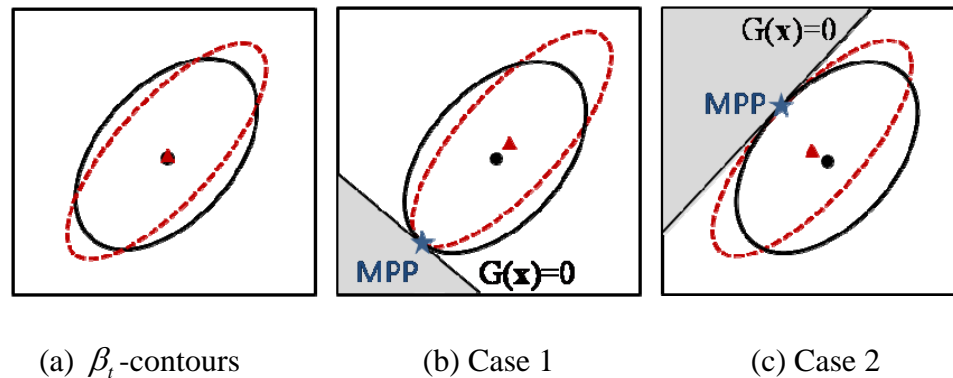 G(x)=0
MPP
MPP
G(x)=0
(a) βt-contours
(b) Case 1
(c) Case 2